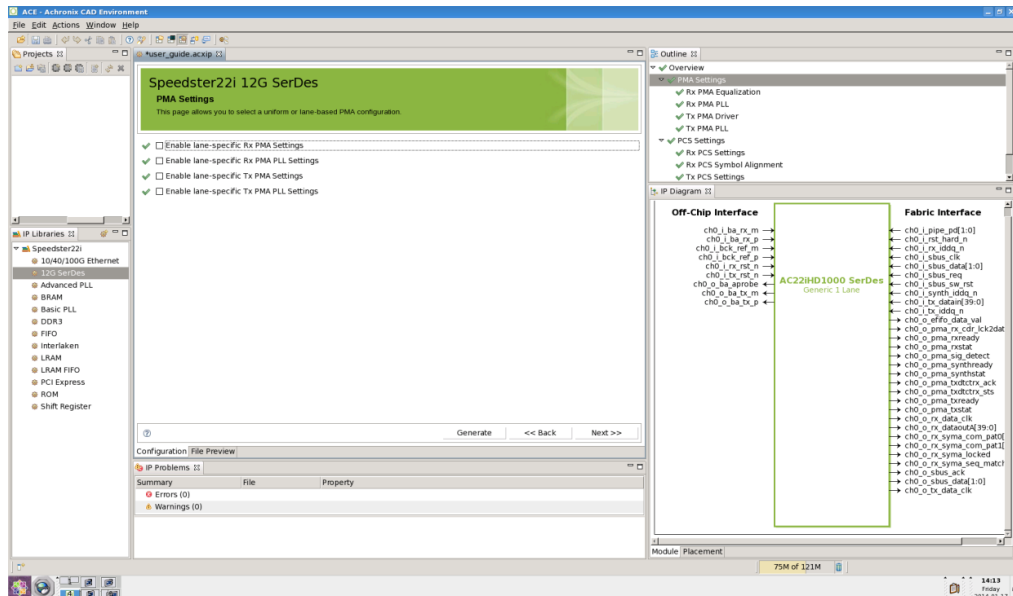 ACE - Achronix CAD Environment
File Edit Actions Window Help
Projects
*user_guide.acxip
Speedster22i 12G SerDes
PMA Settings
This page allows you to select a uniform or lane-based PMA configuration.
Enable lane-specific Rx PMA Settings
Enable lane-specific Rx PMA PLL Settings
Enable lane-specific Tx PMA Settings
Enable lane-specific Tx PMA PLL Settings
Generate
<< Back
Next >>
Configuration File Preview
IP Libraries
Speedster22i
10/40/100G Ethernet
12G SerDes
Advanced PLL
BRAM
Basic PLL
DDR3
FIFO
Interlaken
LRAM
LRAM FIFO
PCI Express
ROM
Shift Register
IP Problems
Summary File Property
Errors (0)
Warnings (0)
Outline
Overview
PMA Settings
Rx PMA Equalization
Rx PMA PLL
Tx PMA Driver
Tx PMA PLL
PCS Settings
Rx PCS Settings
Rx PCS Symbol Alignment
Tx PCS Settings
IP Diagram
Off-Chip Interface
ch0_i_ba_rx_m
ch0_i_ba_rx_p
ch0_i_bck_ref_m
ch0_i_bck_ref_p
ch0_i_rx_rst_n
ch0_i_tx_rst_n
ch0_o_ba_aprobe
ch0_o_ba_tx_m
ch0_o_ba_tx_p
AC22iHD1000 SerDes
Generic 1 Lane
Fabric Interface
ch0_i_pipe_pd[1:0]
ch0_i_rst_hard_n
ch0_i_rx_iddq_n
ch0_i_sbus_clk
ch0_i_sbus_data[1:0]
ch0_i_sbus_req
ch0_i_sbus_sw_rst
ch0_i_synth_iddq_n
ch0_i_tx_datain[39:0]
ch0_i_tx_iddq_n
ch0_o_efifo_data_val
ch0_o_pma_rx_cdr_lck2dat
ch0_o_pma_rxready
ch0_o_pma_rxstat
ch0_o_pma_sig_detect
ch0_o_pma_synthready
ch0_o_pma_synthstat
ch0_o_pma_txdtctrx_ack
ch0_o_pma_txdtctrx_sts
ch0_o_pma_txready
ch0_o_pma_txstat
ch0_o_rx_data_clk
ch0_o_rx_dataoutA[39:0]
ch0_o_rx_syma_com_pat0[
ch0_o_rx_syma_com_pat1[
ch0_o_rx_syma_locked
ch0_o_rx_syma_seq_match
ch0_o_sbus_ack
ch0_o_sbus_data[1:0]
ch0_o_tx_data_clk
Module Placement
75M of 121M
1
4
14:13
Friday